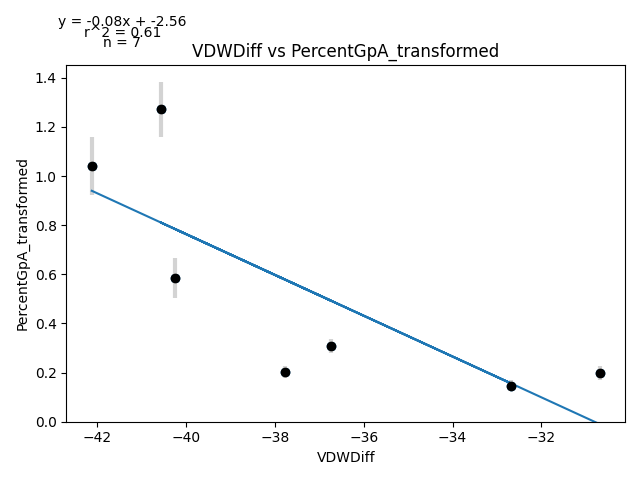 y = -0.08x + -2.56
r^2 = 0.61
n = 7
VDWDiff vs PercentGpA_transformed
PercentGpA_transformed
1.4
1.2
1.0
0.8
0.6
0.4
0.2
0.0
−42 −40 −38 −36 −34 −32
VDWDiff